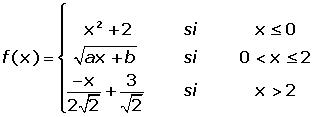 x² + 2 si x ≤ 0
f(x) = { √(ax + b) si 0 < x ≤ 2
-x/(2√2) + 3/√2 si x > 2